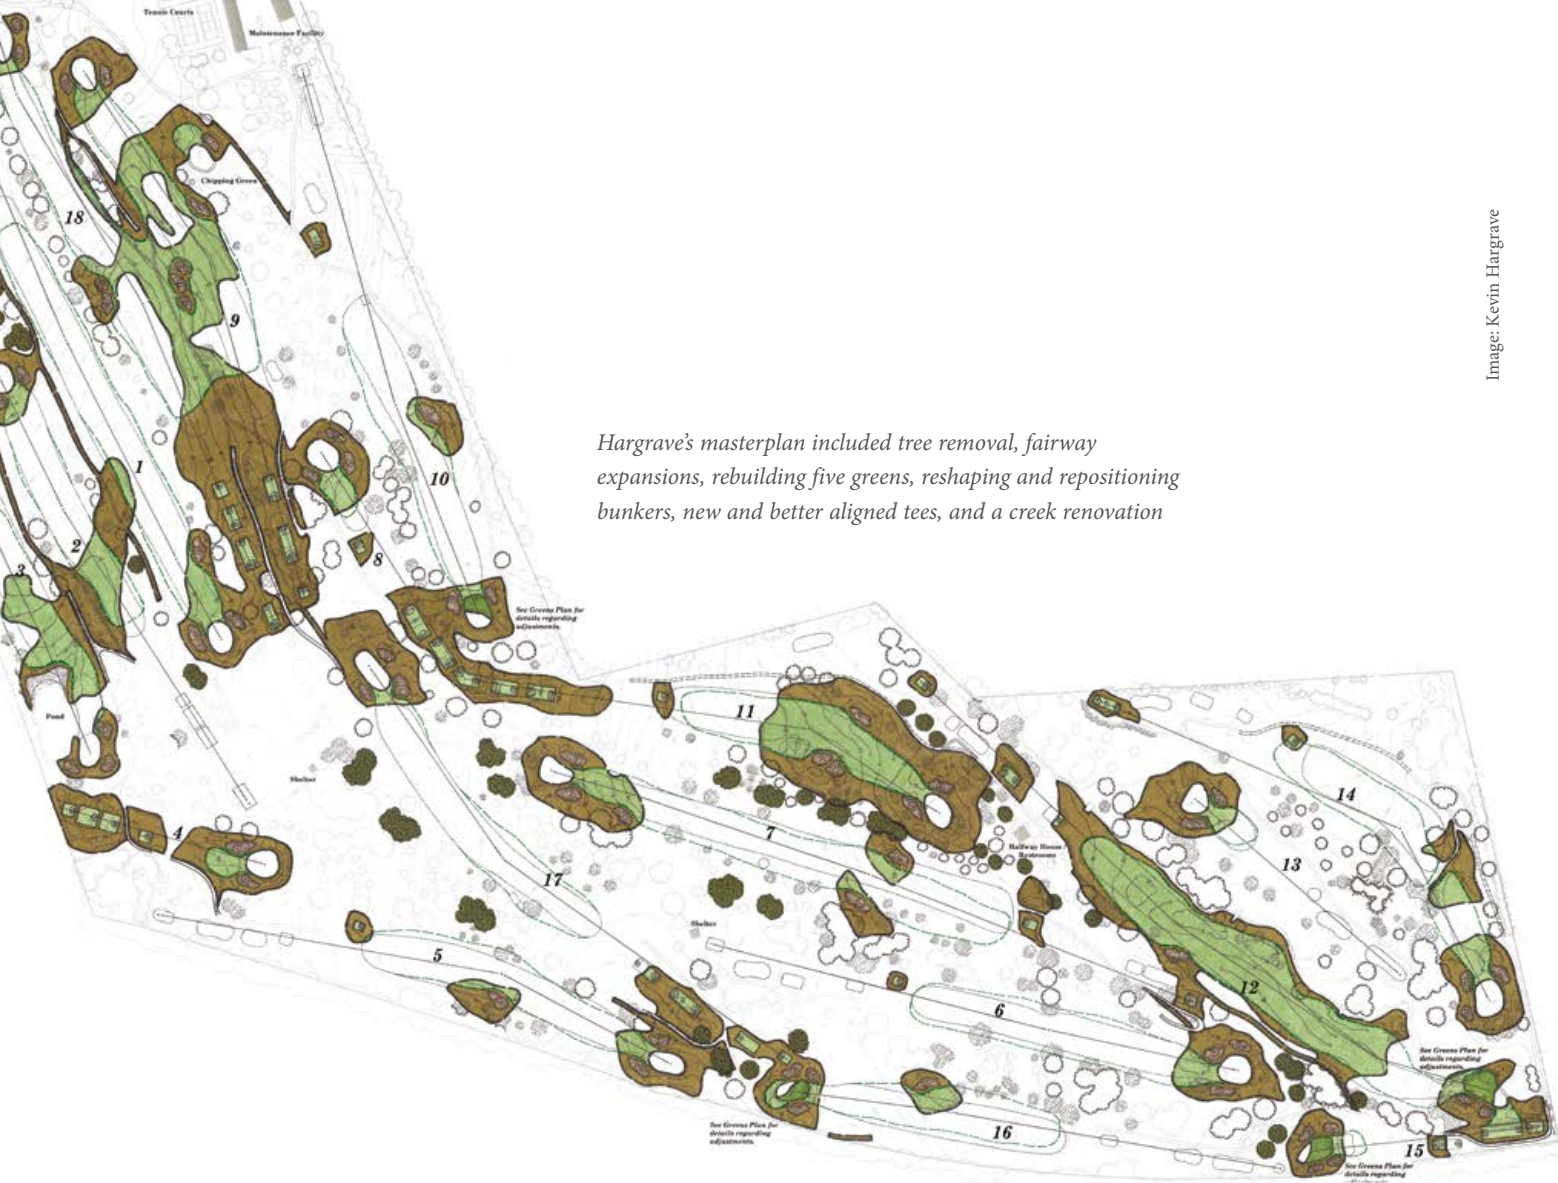 Tennis Courts
Maintenance Facility
Chipping Green
18
9
1
10
2
8
3
See Greens Plan for
details regarding
adjustments.
Pond
11
Shelter
14
4
7
Halfway House
Restrooms
13
17
Shelter
5
12
6
See Greens Plan for
details regarding
adjustments.
See Greens Plan for
details regarding
adjustments.
16
15
See Greens Plan for
details regarding
Hargrave’s masterplan included tree removal, fairway
expansions, rebuilding five greens, reshaping and repositioning
bunkers, new and better aligned tees, and a creek renovation
Image: Kevin Hargrave